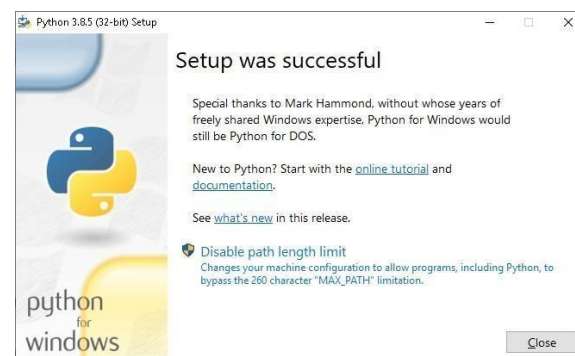 Python 3.8.5 (32-bit) Setup
Setup was successful
Special thanks to Mark Hammond, without whose years of
freely shared Windows expertise, Python for Windows would
still be Python for DOS.
New to Python? Start with the online tutorial and
documentation.
See what's new in this release.
Disable path length limit
Changes your machine configuration to allow programs, including Python, to
bypass the 260 character "MAX_PATH" limitation.
python
for
windows
Close